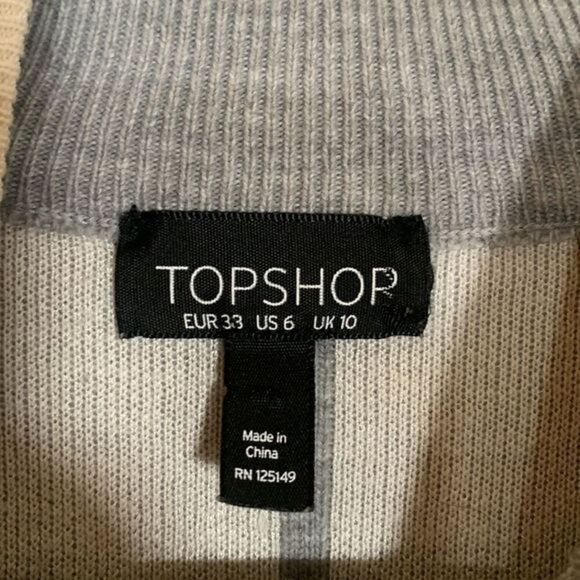 TOPSHOP
EUR 38 US 6 UK 10
Made in
China
RN 125149